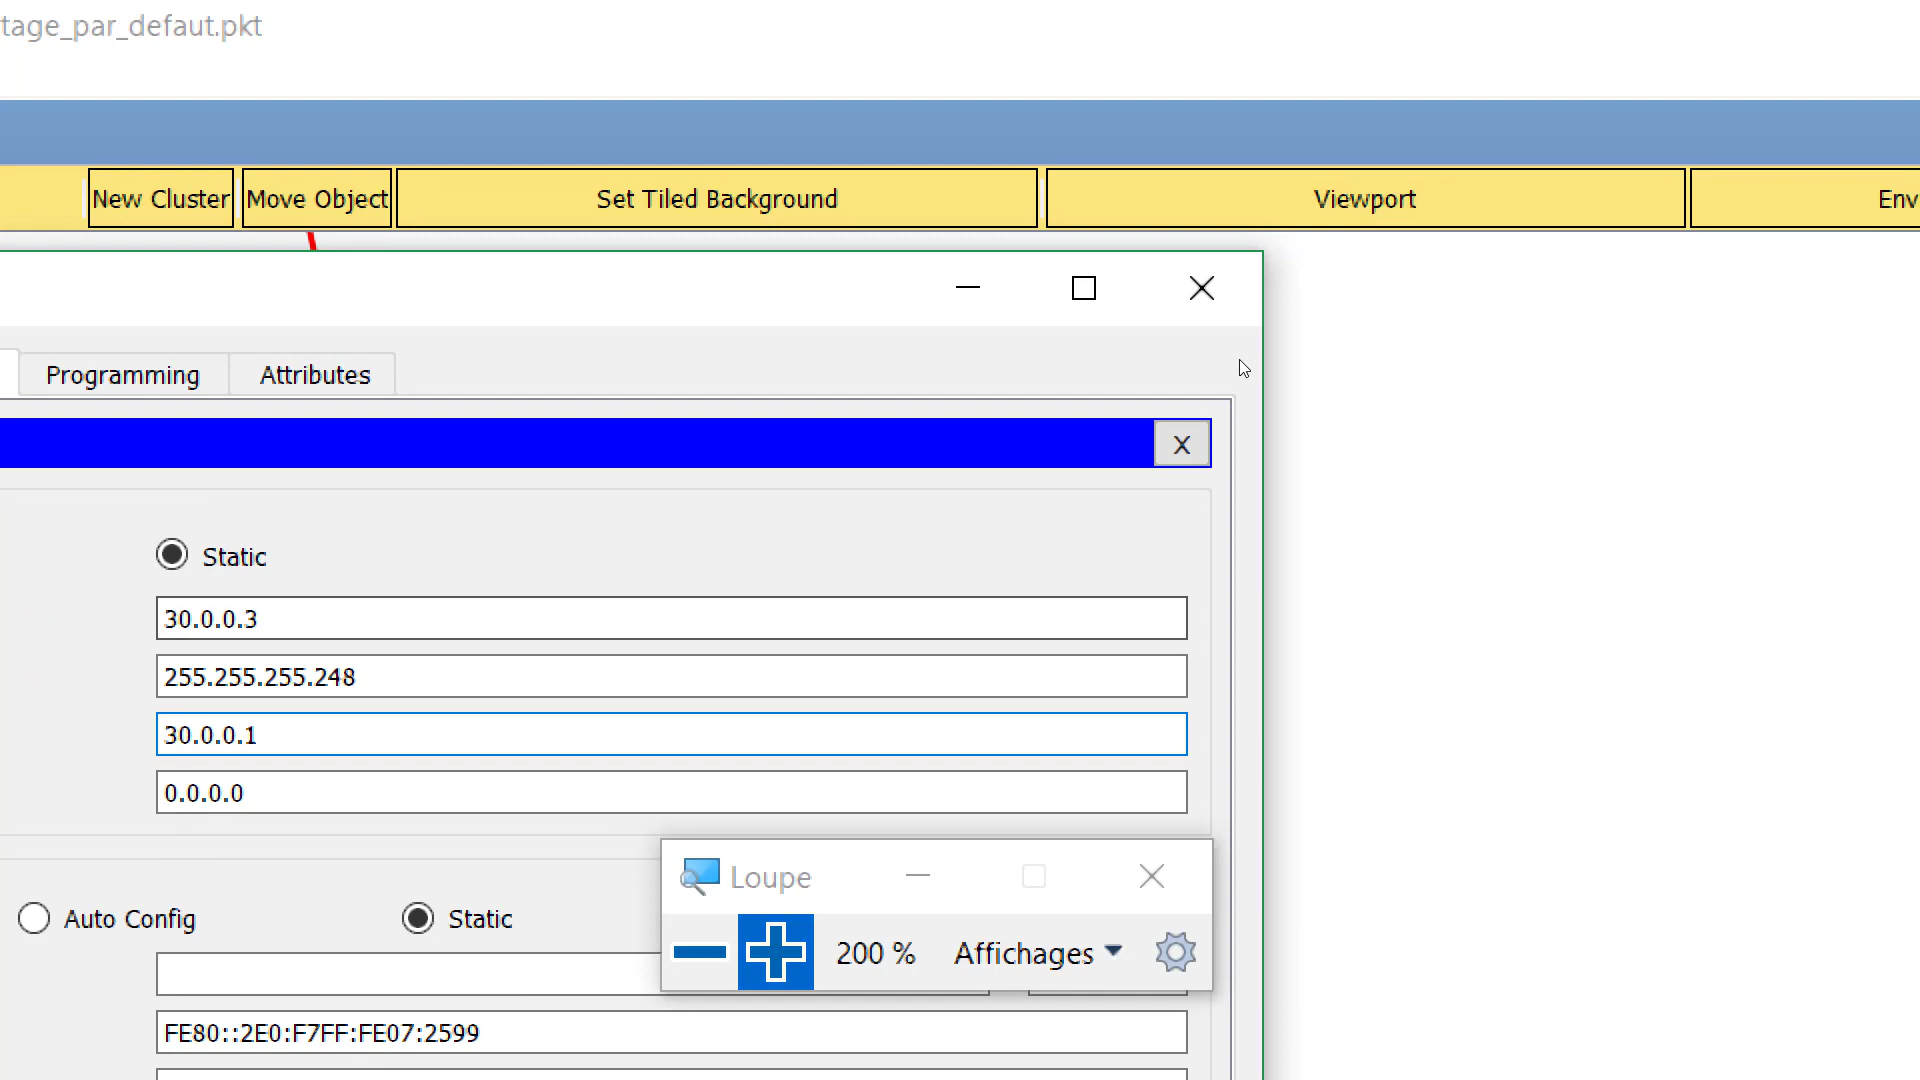 tage_par_defaut.pkt
New Cluster Move Object Set Tiled Background Viewport Env
Programming Attributes
X
Static
30.0.0.3
255.255.255.248
30.0.0.1
0.0.0.0
Loupe
Auto Config Static
200 % Affichages
FE80::2E0:F7FF:FE07:2599